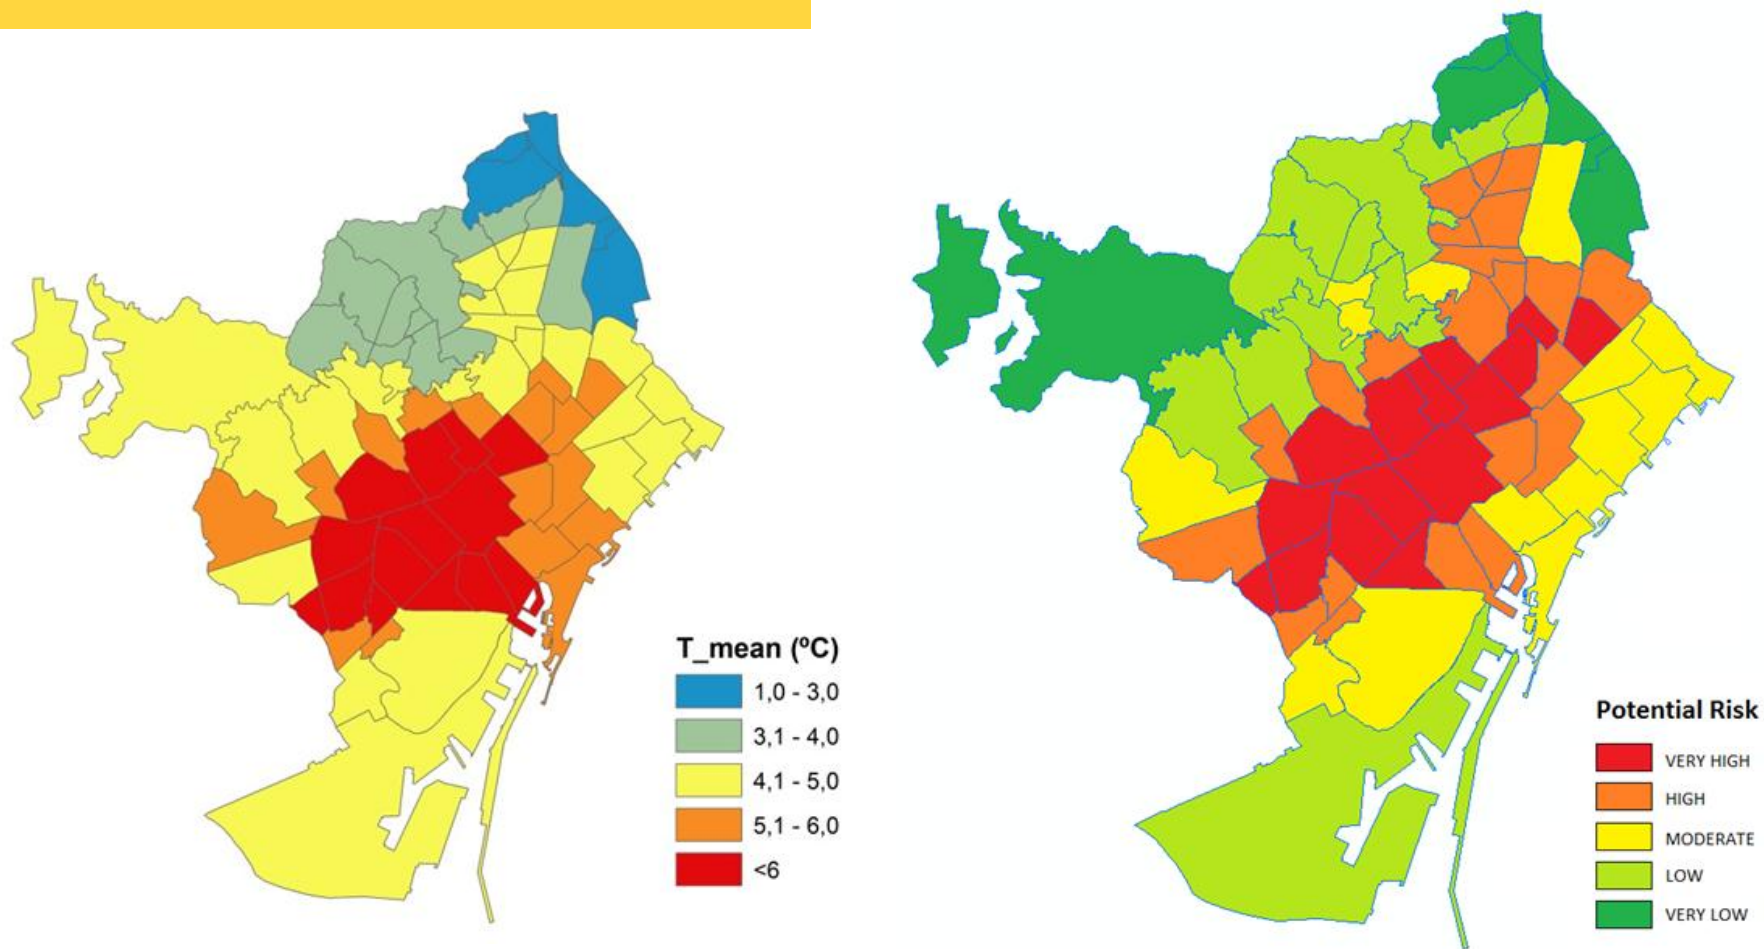 T_mean (ºC)
1,0 - 3,0
3,1 - 4,0
4,1 - 5,0
5,1 - 6,0
<6
Potential Risk
VERY HIGH
HIGH
MODERATE
LOW
VERY LOW